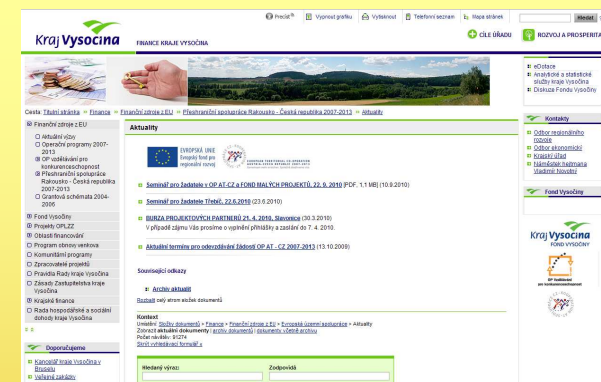 Kraj Vysočina
FINANCE KRAJE VYSOČINA
Vypnout grafiku
Vytisknout
Telefonní seznam
Mapa stránek
Hledat
CÍLE ÚŘADU
ROZVOJ A PROSPERITA
Cesta: Titulní stránka » Finance » Finanční zdroje z EU » Přeshraniční spolupráce Rakousko - Česká republika 2007-2013 » Aktuality
Finanční zdroje z EU
Aktuální výzvy
Operační programy 2007-
2013
OP vzdělávání pro
konkurenceschopnost
Přeshraniční spolupráce
Rakousko - Česká republika
2007-2013
Grantová schémata 2004-
2006
Fond Vysočiny
Projekty OPLZZ
Oblasti financování
Program obnovy venkova
Komunitární programy
Zpracovatelé projektů
Pravidla Rady kraje Vysočina
Zásady Zastupitelstva kraje
Vysočina
Krajské finance
Rada hospodářské a sociální
dohody kraje Vysočina
Doporučujeme
Kancelář kraje Vysočina v
Bruselu
Veřejné zakázky
Aktuality
EVROPSKÁ UNIE
Evropský fond pro
regionální rozvoj
Seminář pro žadatele v OP AT-CZ a FOND MALÝCH PROJEKTŮ, 22. 9. 2010 [PDF, 1.1 MB] (10.9.2010)
Seminář pro žadatele Třebíč, 22.6.2010 (23.6.2010)
BURZA PROJEKTOVÝCH PARTNERŮ 21. 4. 2010, Slavonice (30.3.2010)
V případě zájmu Vás prosíme o vyplnění přihlášky a zaslání do 7. 4. 2010.
Aktuální termíny pro odevzdávání žádostí OP AT - CZ 2007-2013 (13.10.2009)
Související odkazy
Archiv aktualit
Rozbalit celý strom složek dokumentů
Kontext
Umístění: Složky dokumentů > Finance > Finanční zdroje z EU > Evropská územní spolupráce > Aktuality
Zobrazit aktuální dokumenty | archiv dokumentů | dokumenty včetně archivu
Počet návštěv: 91274
Skrýt vyhledávací formulář
Hledaný výraz:
Zodpovídá
eDotace
Analytické a statistické
služby kraje Vysočina
Diskuze Fondu Vysočiny
Kontakty
Odbor regionálního
rozvoje
Odbor ekonomický
Krajský úřad
Náměstek hejtmana
Vladimír Novotný
Fond Vysočiny
Kraj Vysočina
FOND VYSOČINY
OP Vzdělávání
pro konkurenceschopnost